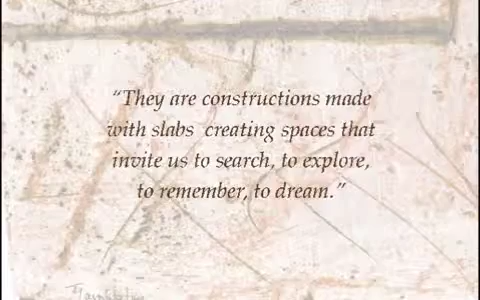 “They are constructions made
with slabs creating spaces that
invite us to search, to explore,
to remember, to dream.”